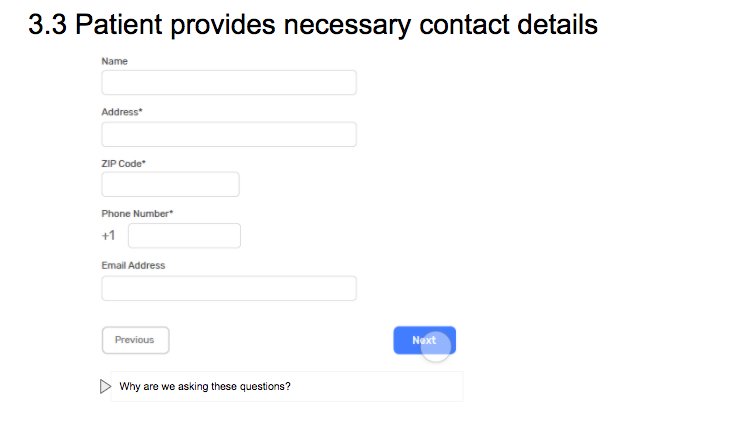 3.3 Patient provides necessary contact details
Name
Address*
ZIP Code*
Phone Number*
+1
Email Address
Previous
Next
Why are we asking these questions?